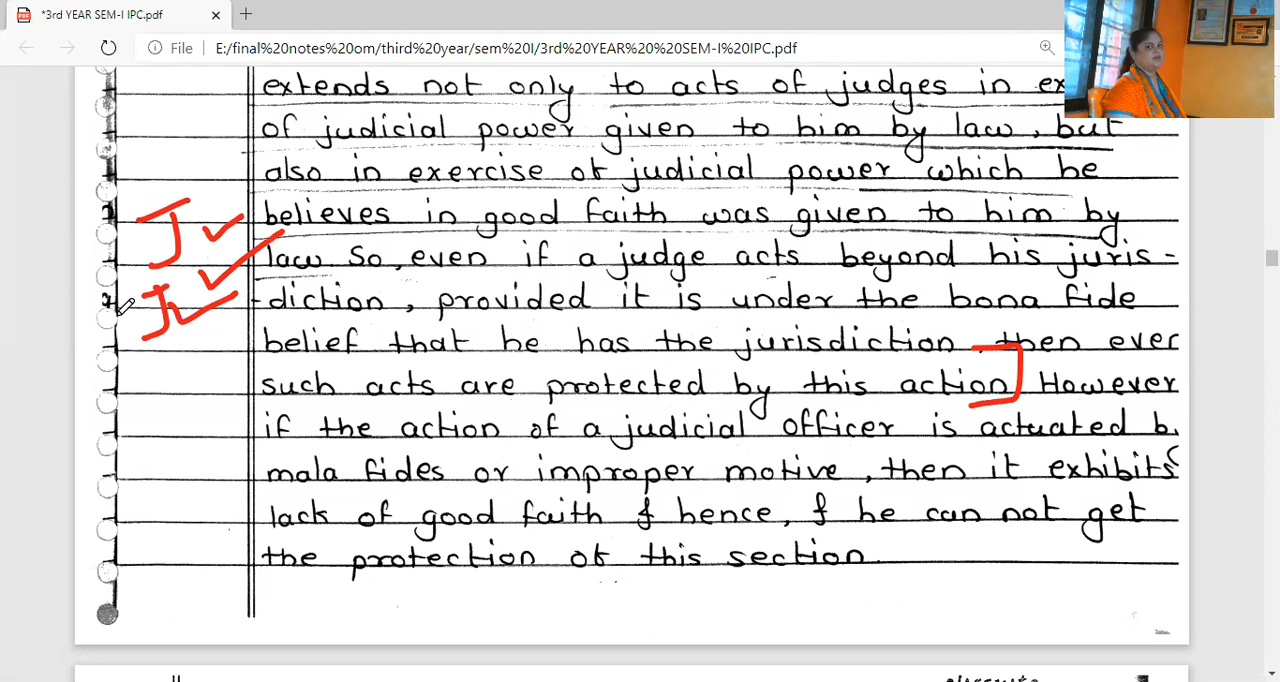 *3rd YEAR SEM-I IPC.pdf
File E:/final%20notes%20om/third%20year/sem%20I/3rd%20YEAR%20%20SEM-I%20IPC.pdf
extends not only to acts of judges in ex
of judicial power given to him by law, but
also in exercise of judicial power which he
believes in good faith was given to him by
law So, even if a judge acts beyond his juris-
-diction, provided it is under the bona fide
belief that he has the jurisdiction, then ever
such acts are protected by this action However
if the action of a judicial officer is actuated b
mala fides or improper motive, then it exhibits
lack of good faith & hence, & he can not get
the protection of this section.
J